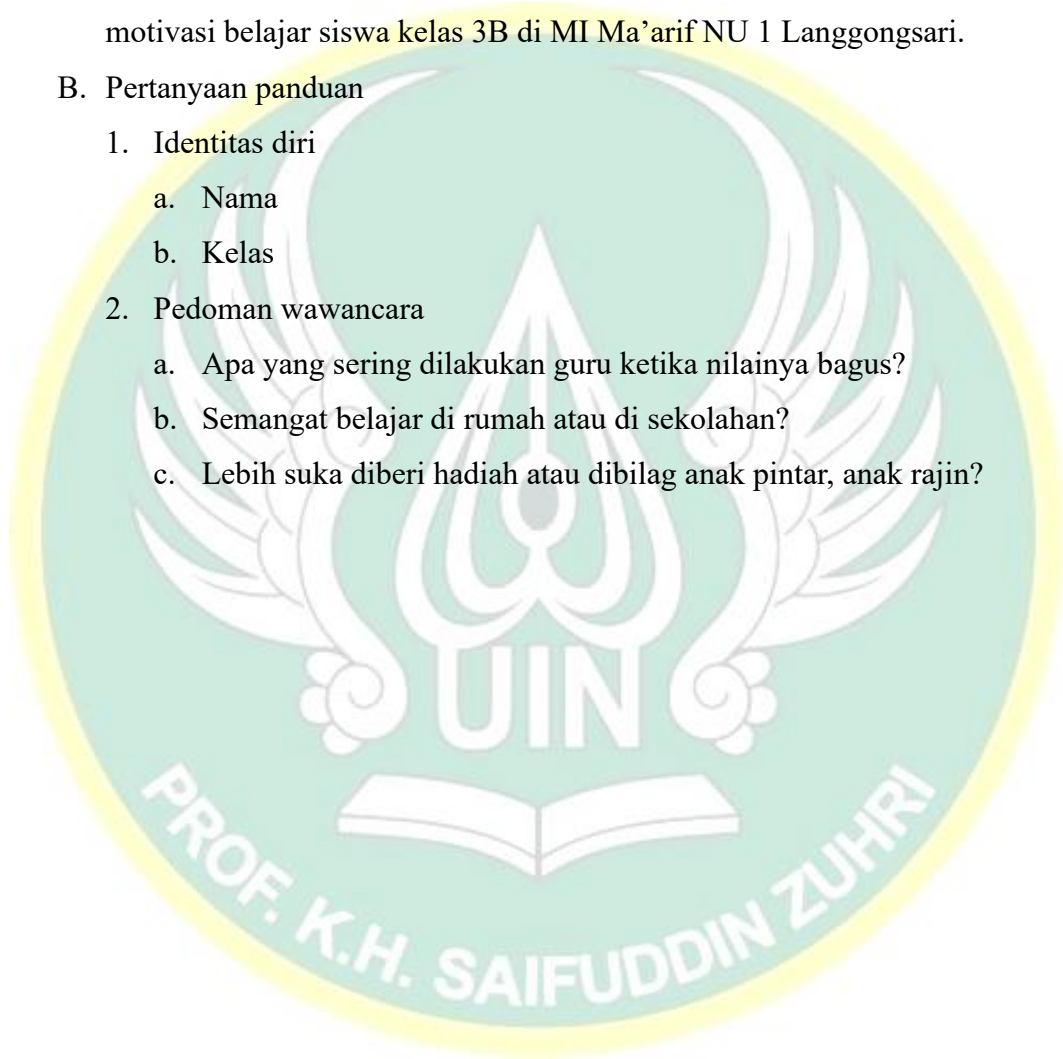 motivasi belajar siswa kelas 3B di MI Ma’arif NU 1 Langgongsari.
B. Pertanyaan panduan
1. Identitas diri
a. Nama
b. Kelas
2. Pedoman wawancara
a. Apa yang sering dilakukan guru ketika nilainya bagus?
b. Semangat belajar di rumah atau di sekolahan?
c. Lebih suka diberi hadiah atau dibilag anak pintar, anak rajin?
UIN
PROF. K.H. SAIFUDDIN ZUHRI